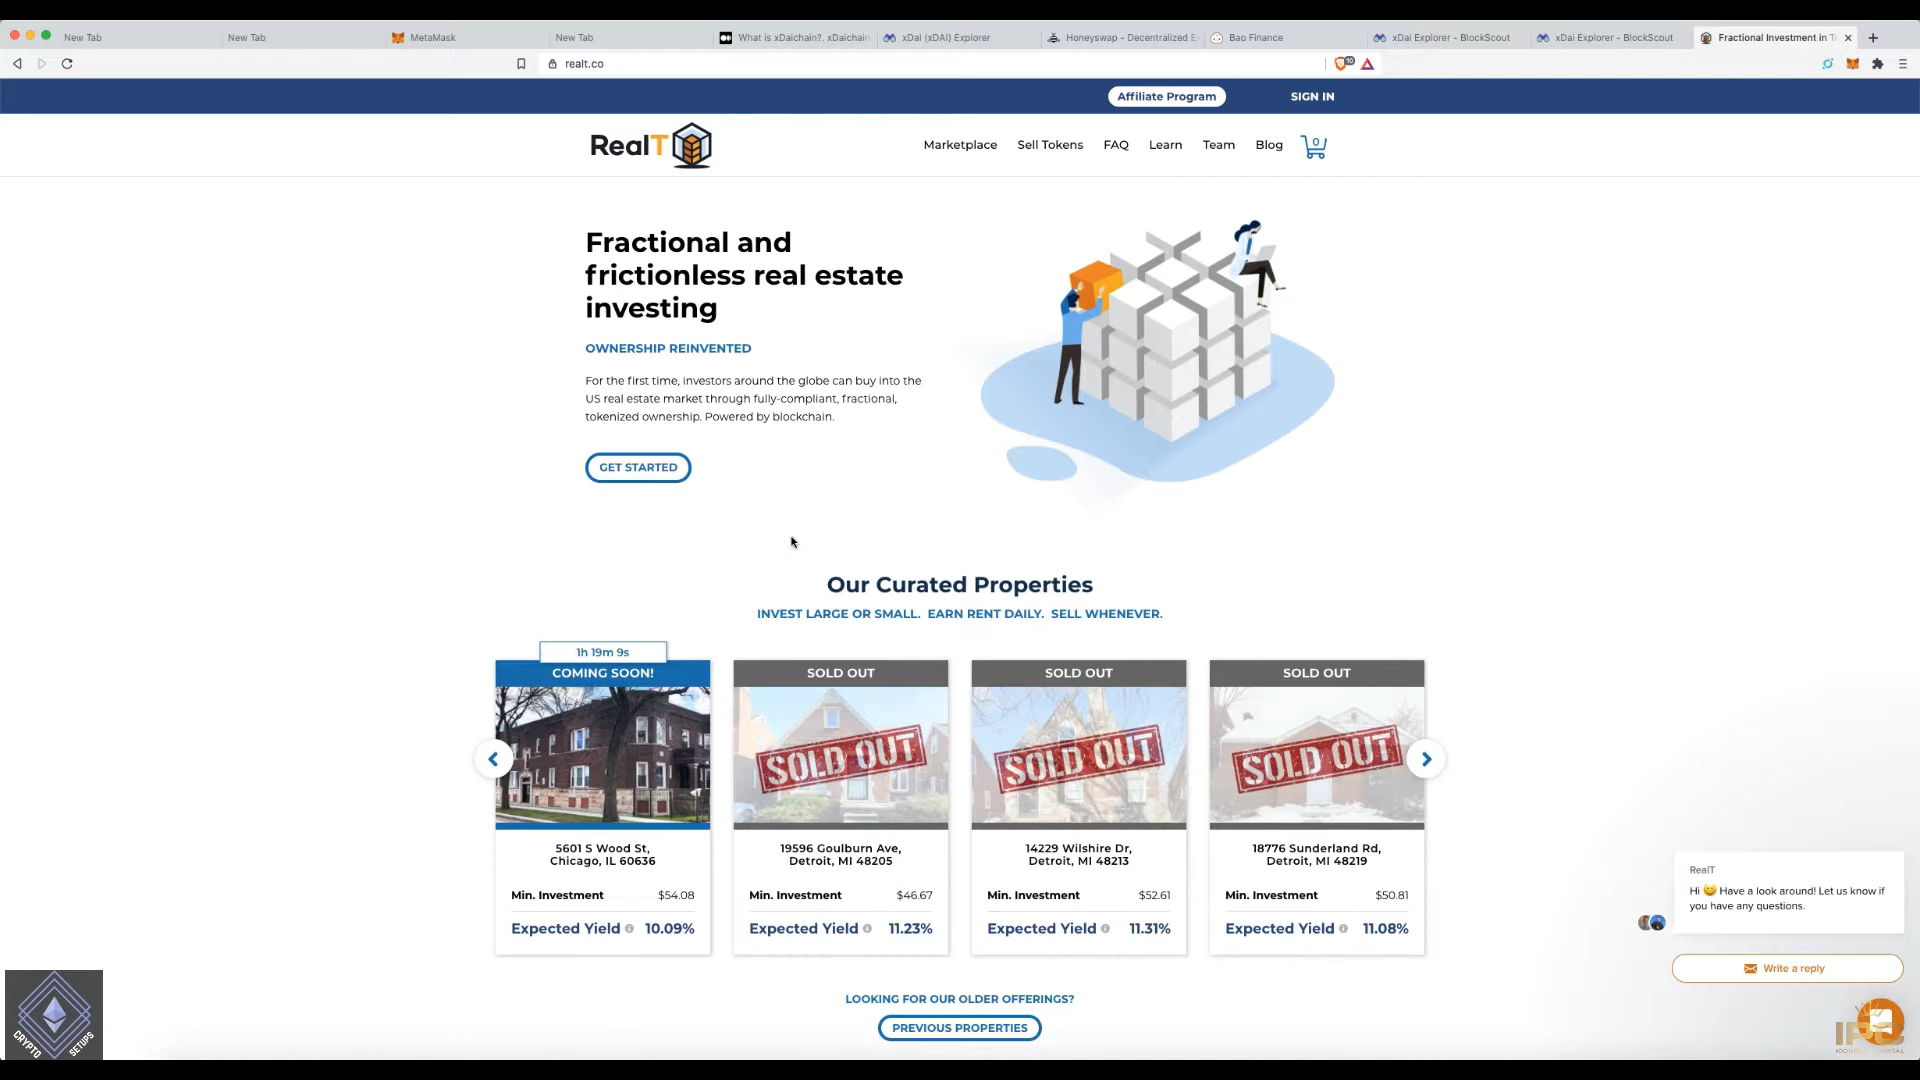 New Tab
New Tab
MetaMask
New Tab
What is xDaichain?. xDaichain
xDai (xDAI) Explorer
Honeyswap - Decentralized E
Bao Finance
xDai Explorer - BlockScout
xDai Explorer - BlockScout
Fractional Investment in T
realt.co
10
Affiliate Program
SIGN IN
RealT
Marketplace
Sell Tokens
FAQ
Learn
Team
Blog
0
Fractional and
frictionless real estate
investing
OWNERSHIP REINVENTED
For the first time, investors around the globe can buy into the
US real estate market through fully-compliant, fractional,
tokenized ownership. Powered by blockchain.
GET STARTED
Our Curated Properties
INVEST LARGE OR SMALL. EARN RENT DAILY. SELL WHENEVER.
1h 19m 9s
COMING SOON!
5601 S Wood St,
Chicago, IL 60636
Min. Investment $54.08
Expected Yield 10.09%
SOLD OUT
SOLD OUT
19596 Goulburn Ave,
Detroit, MI 48205
Min. Investment $46.67
Expected Yield 11.23%
SOLD OUT
SOLD OUT
14229 Wilshire Dr,
Detroit, MI 48213
Min. Investment $52.61
Expected Yield 11.31%
SOLD OUT
SOLD OUT
18776 Sunderland Rd,
Detroit, MI 48219
Min. Investment $50.81
Expected Yield 11.08%
LOOKING FOR OUR OLDER OFFERINGS?
PREVIOUS PROPERTIES
RealT
Hi 😀 Have a look around! Let us know if
you have any questions.
Write a reply
CRYPTO
SETUPS